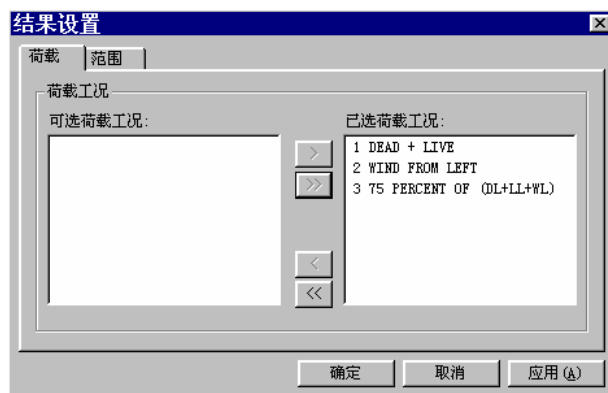 结果设置
荷载 范围
荷载工况
可选荷载工况: 已选荷载工况:
1 DEAD + LIVE
2 WIND FROM LEFT
3 75 PERCENT OF (DL+LL+WL)
>
>>
<
<<
确定 取消 应用(A)